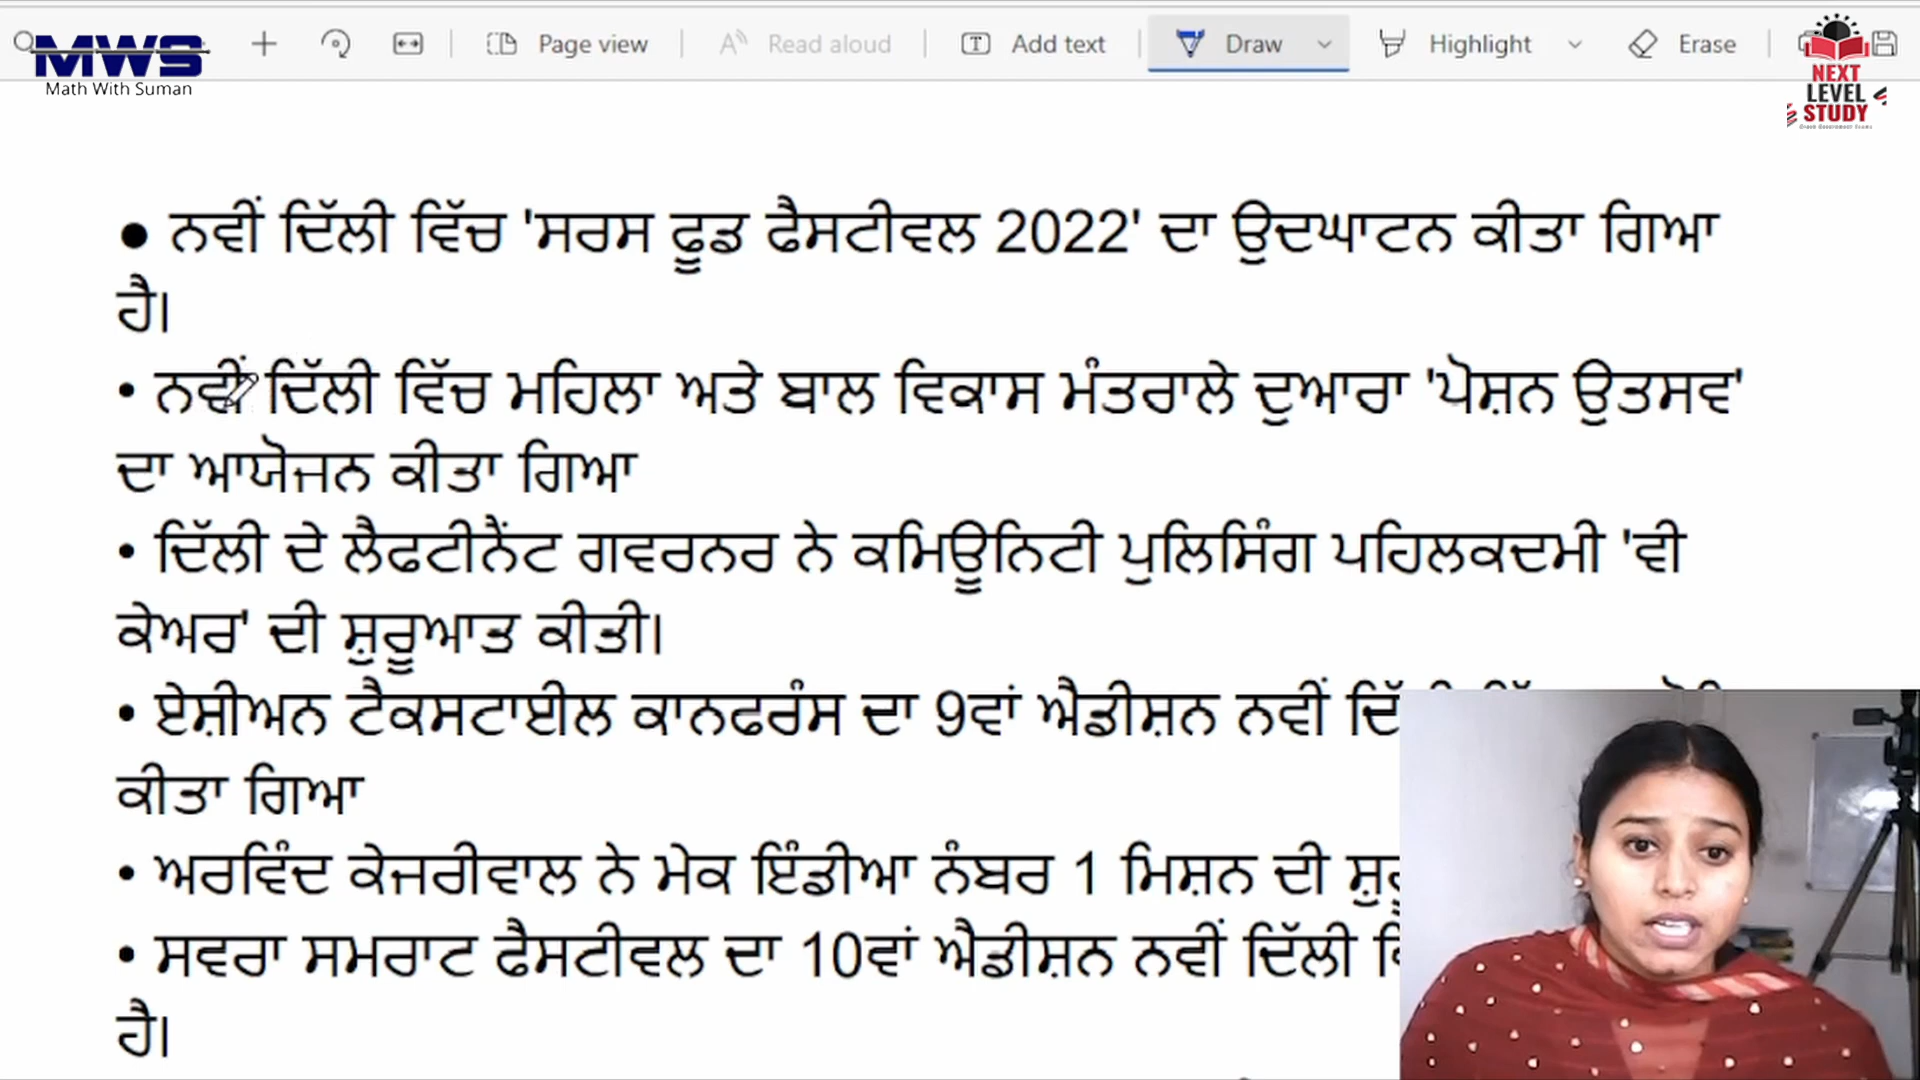 MWS
Math With Suman
Page view
Read aloud
Add text
Draw
Highlight
Erase
NEXT
LEVEL
STUDY
● ਨਵੀਂ ਦਿੱਲੀ ਵਿੱਚ 'ਸਰਸ ਫੂਡ ਫੈਸਟੀਵਲ 2022' ਦਾ ਉਦਘਾਟਨ ਕੀਤਾ ਗਿਆ
ਹੈ।
• ਨਵੀਂ ਦਿੱਲੀ ਵਿੱਚ ਮਹਿਲਾ ਅਤੇ ਬਾਲ ਵਿਕਾਸ ਮੰਤਰਾਲੇ ਦੁਆਰਾ 'ਪੋਸ਼ਨ ਉਤਸਵ'
ਦਾ ਆਯੋਜਨ ਕੀਤਾ ਗਿਆ
• ਦਿੱਲੀ ਦੇ ਲੈਫਟੀਨੈਂਟ ਗਵਰਨਰ ਨੇ ਕਮਿਊਨਿਟੀ ਪੁਲਿਸਿੰਗ ਪਹਿਲਕਦਮੀ 'ਵੀ
ਕੇਅਰ' ਦੀ ਸ਼ੁਰੂਆਤ ਕੀਤੀ।
• ਏਸ਼ੀਅਨ ਟੈਕਸਟਾਈਲ ਕਾਨਫਰੰਸ ਦਾ 9ਵਾਂ ਐਡੀਸ਼ਨ ਨਵੀਂ
ਕੀਤਾ ਗਿਆ
• ਅਰਵਿੰਦ ਕੇਜਰੀਵਾਲ ਨੇ ਮੇਕ ਇੰਡੀਆ ਨੰਬਰ 1 ਮਿਸ਼ਨ ਦੀ
• ਸਵਰਾ ਸਮਰਾਟ ਫੈਸਟੀਵਲ ਦਾ 10ਵਾਂ ਐਡੀਸ਼ਨ ਨਵੀਂ ਦਿੱਲੀ
ਹੈ।